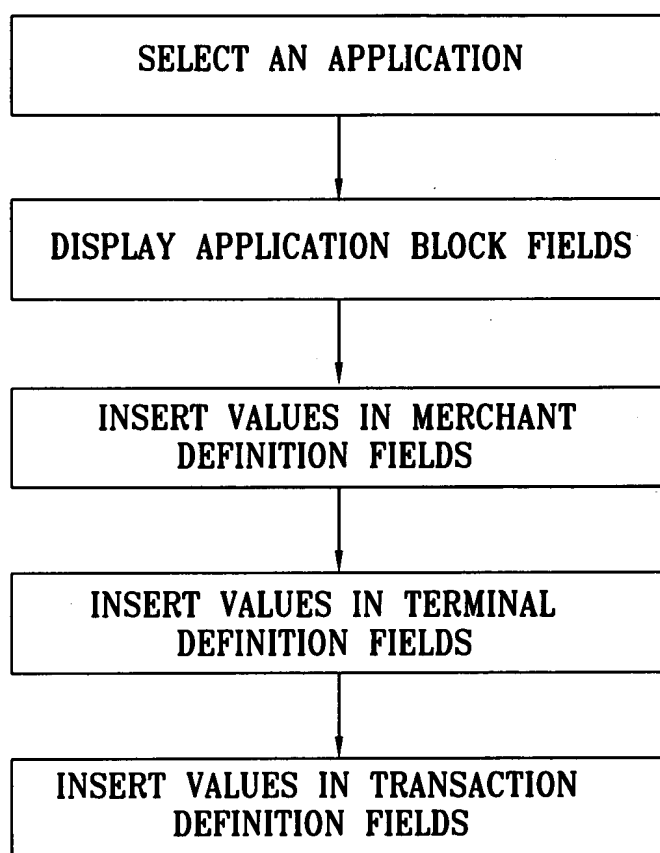 SELECT AN APPLICATION
DISPLAY APPLICATION BLOCK FIELDS
INSERT VALUES IN MERCHANT
DEFINITION FIELDS
INSERT VALUES IN TERMINAL
DEFINITION FIELDS
INSERT VALUES IN TRANSACTION
DEFINITION FIELDS